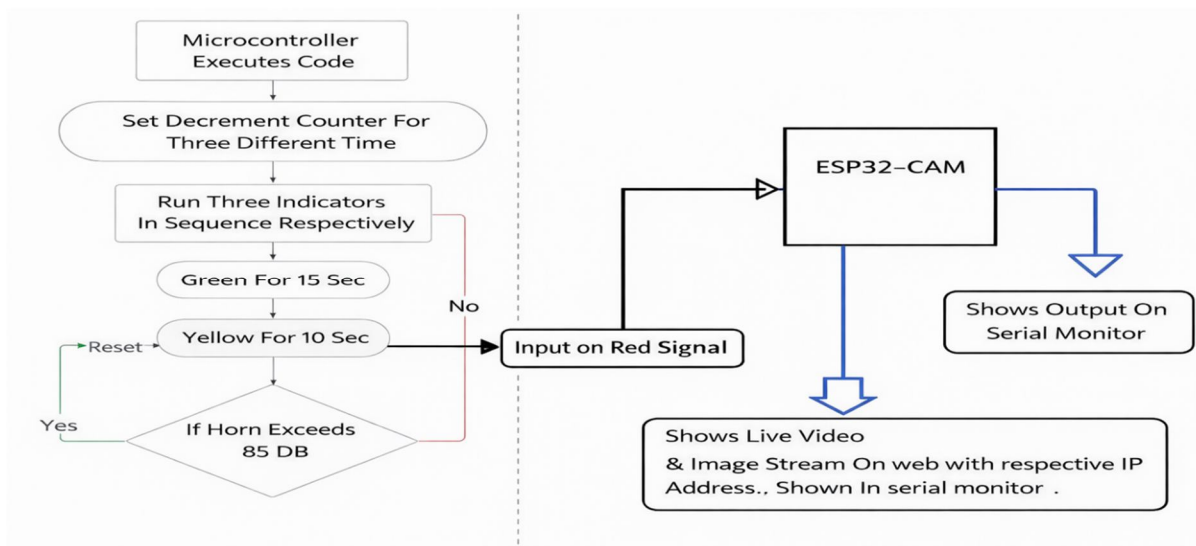 Microcontroller
Executes Code
Set Decrement Counter For
Three Different Time
Run Three Indicators
In Sequence Respectively
Green For 15 Sec
No
Yellow For 10 Sec
Reset
Yes
If Horn Exceeds
85 DB
Input on Red Signal
ESP32-CAM
Shows Output On
Serial Monitor
Shows Live Video
& Image Stream On web with respective IP
Address., Shown In serial monitor .